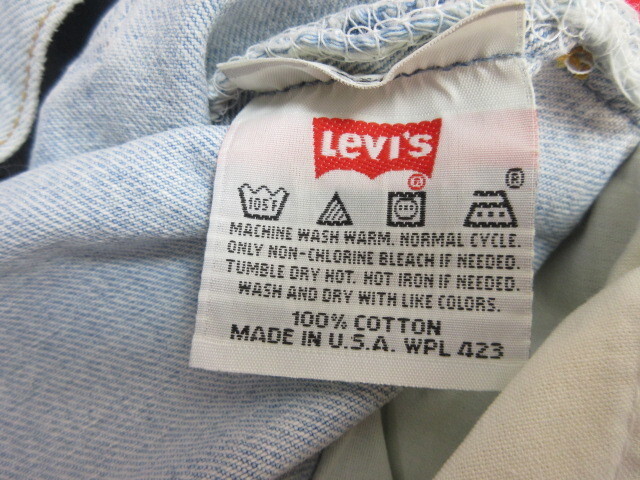 Levi's
®
®
105°F
MACHINE WASH WARM. NORMAL CYCLE.
ONLY NON-CHLORINE BLEACH IF NEEDED.
TUMBLE DRY HOT. HOT IRON IF NEEDED.
WASH AND DRY WITH LIKE COLORS.
100% COTTON
MADE IN U.S.A. WPL 423